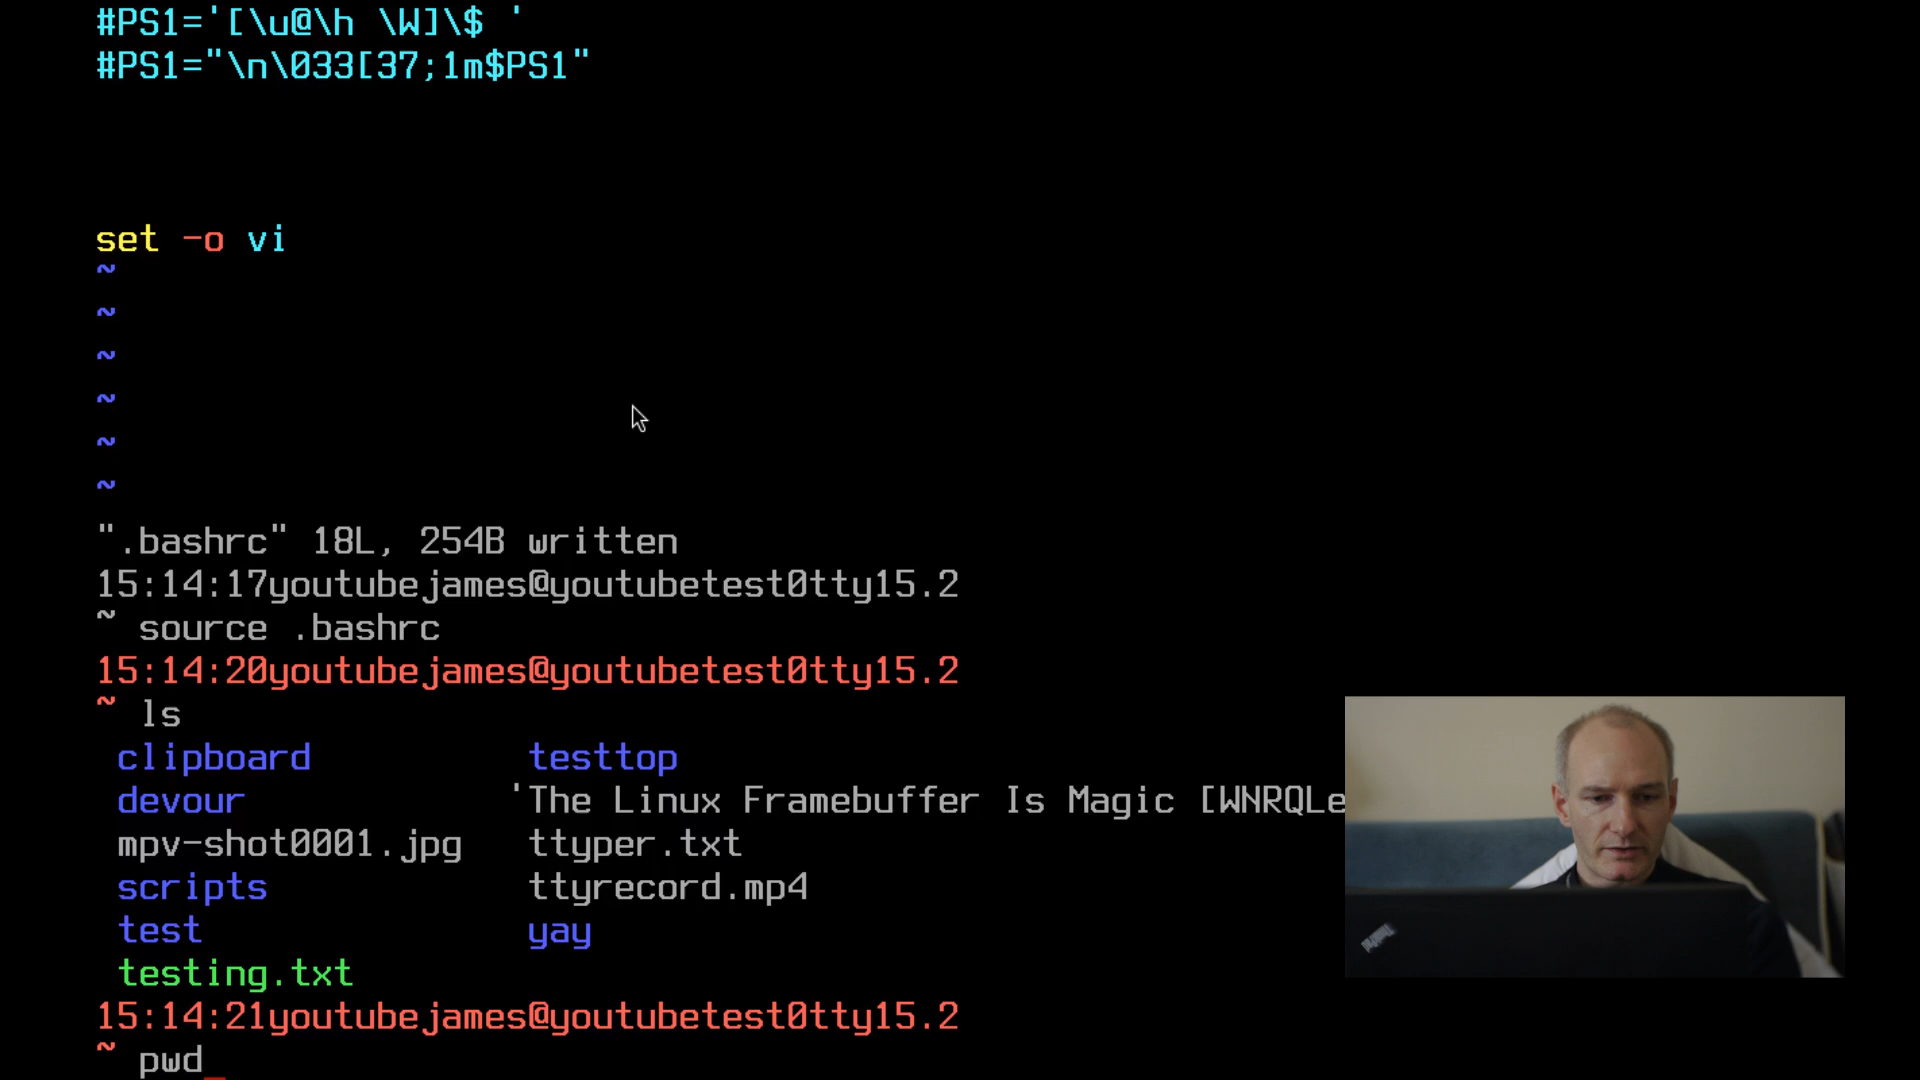 #PS1='[\u@\h \W]\$ '
#PS1="\n\033[37;1m$PS1"
set -o vi
~
~
~
~
~
~
".bashrc" 18L, 254B written
15:14:17youtubejames@youtubetest0tty15.2
~ source .bashrc
15:14:20youtubejames@youtubetest0tty15.2
~ ls
clipboard testtop
devour 'The Linux Framebuffer Is Magic [WNRQLe
mpv-shot0001.jpg ttyper.txt
scripts ttyrecord.mp4
test yay
testing.txt
15:14:21youtubejames@youtubetest0tty15.2
~ pwd